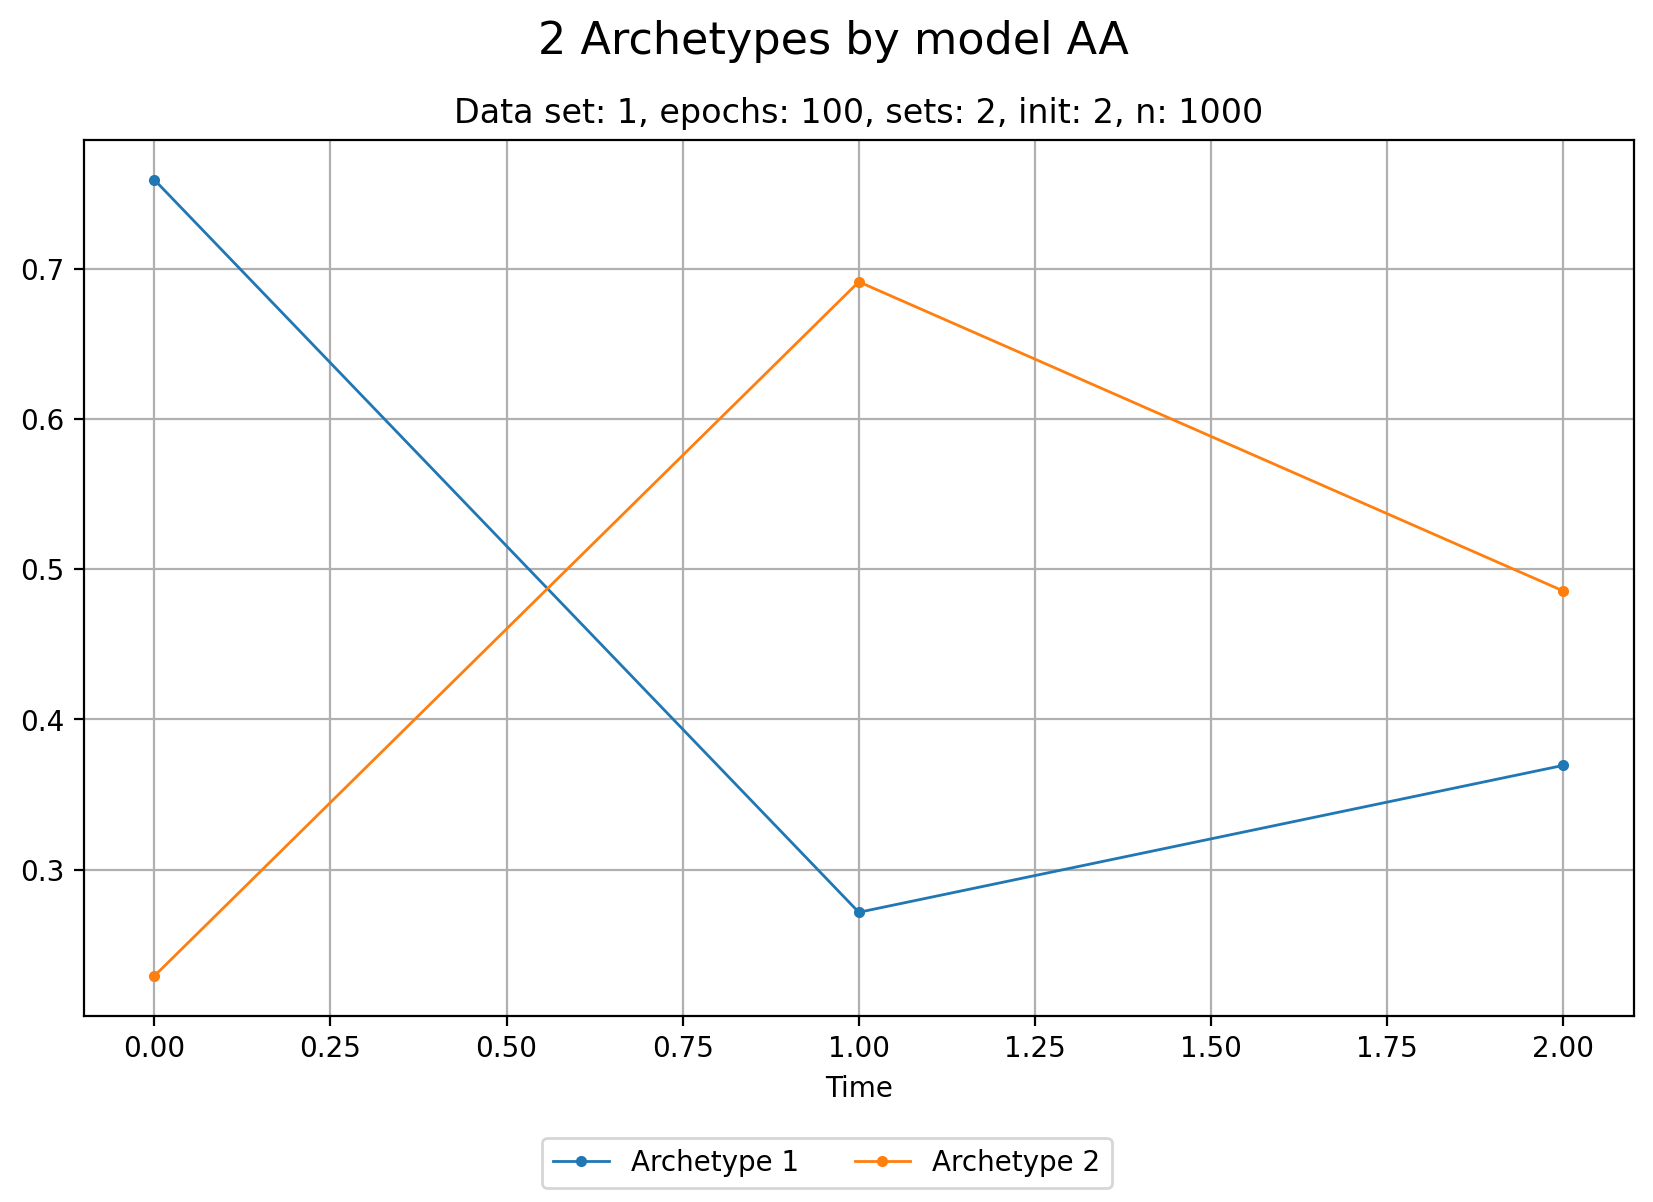 2 Archetypes by model AA
Data set: 1, epochs: 100, sets: 2, init: 2, n: 1000
0.7
0.6
0.5
0.4
0.3
0.00 0.25 0.50 0.75 1.00 1.25 1.50 1.75 2.00
Time
Archetype 1 Archetype 2